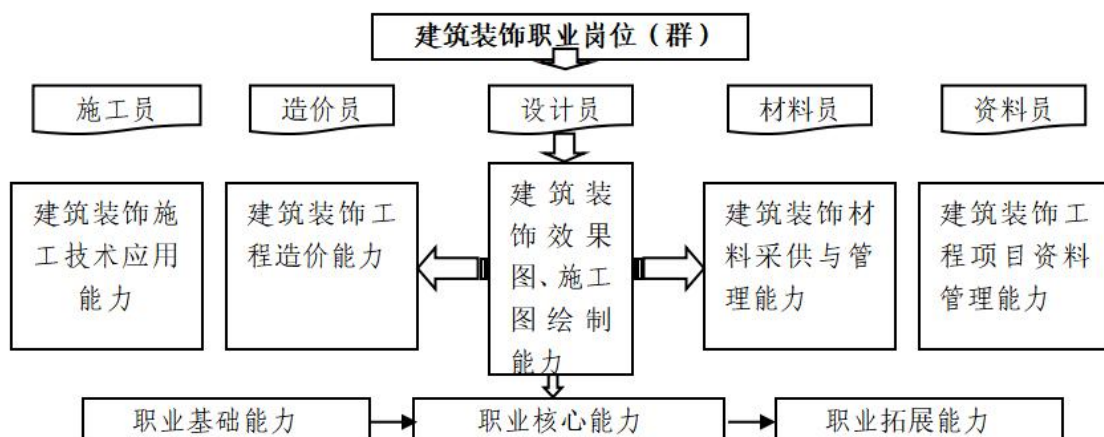 建筑装饰职业岗位（群）
施工员
造价员
设计员
材料员
资料员
建筑装饰施
工技术应用
能力
建筑装饰工
程造价能力
建筑装
饰效果
图、施工
图绘制
能力
建筑装饰材
料采供与管
理能力
建筑装饰工
程项目资料
管理能力
职业基础能力
职业核心能力
职业拓展能力